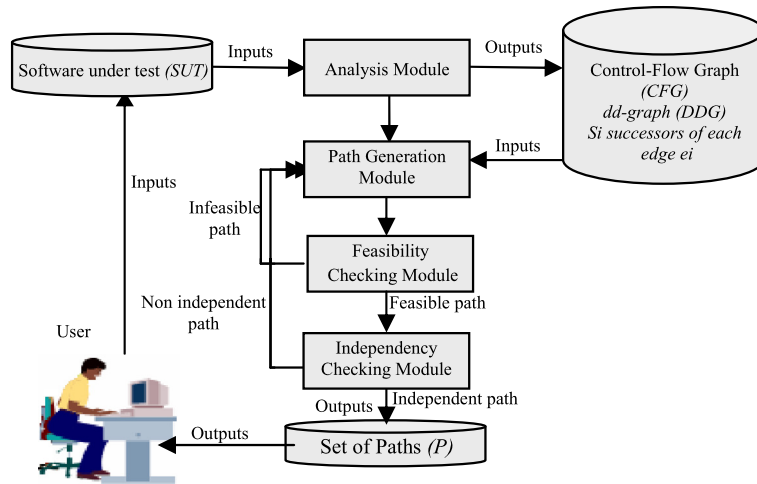 Inputs
Outputs
Software under test (SUT)
Analysis Module
Control-Flow Graph
(CFG)
dd-graph (DDG)
Si successors of each
edge ei
Path Generation
Module
Inputs
Inputs
Infeasible
path
Feasibility
Checking Module
Non independent
path
Feasible path
User
Independency
Checking Module
Outputs
Independent path
Outputs
Set of Paths (P)